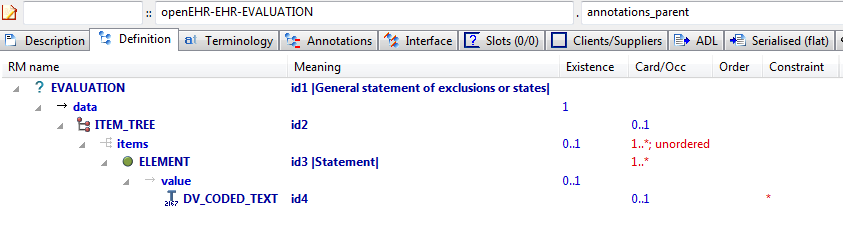 :: openEHR-EHR-EVALUATION . annotations_parent
Description Definition Terminology Annotations Interface Slots (0/0) Clients/Suppliers ADL Serialised (flat)
RM name Meaning Existence Card/Occ Order Constraint
? EVALUATION id1 |General statement of exclusions or states|
data 1
ITEM_TREE id2 0..1
items 0..1 1..*; unordered
ELEMENT id3 |Statement| 1..*
value 0..1
DV_CODED_TEXT id4 0..1 *